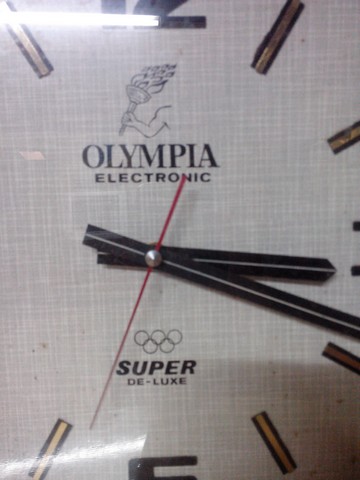 OLYMPIA
ELECTRONIC
SUPER
DE-LUXE